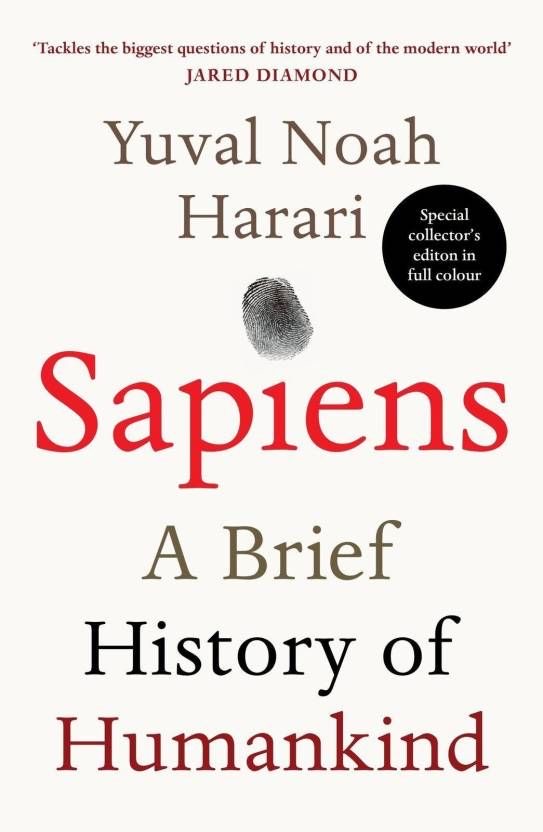 ‘Tackles the biggest questions of history and of the modern world’
JARED DIAMOND
Yuval Noah
Harari
Special
collector’s
editon in
full colour
Sapiens
A Brief
History of
Humankind